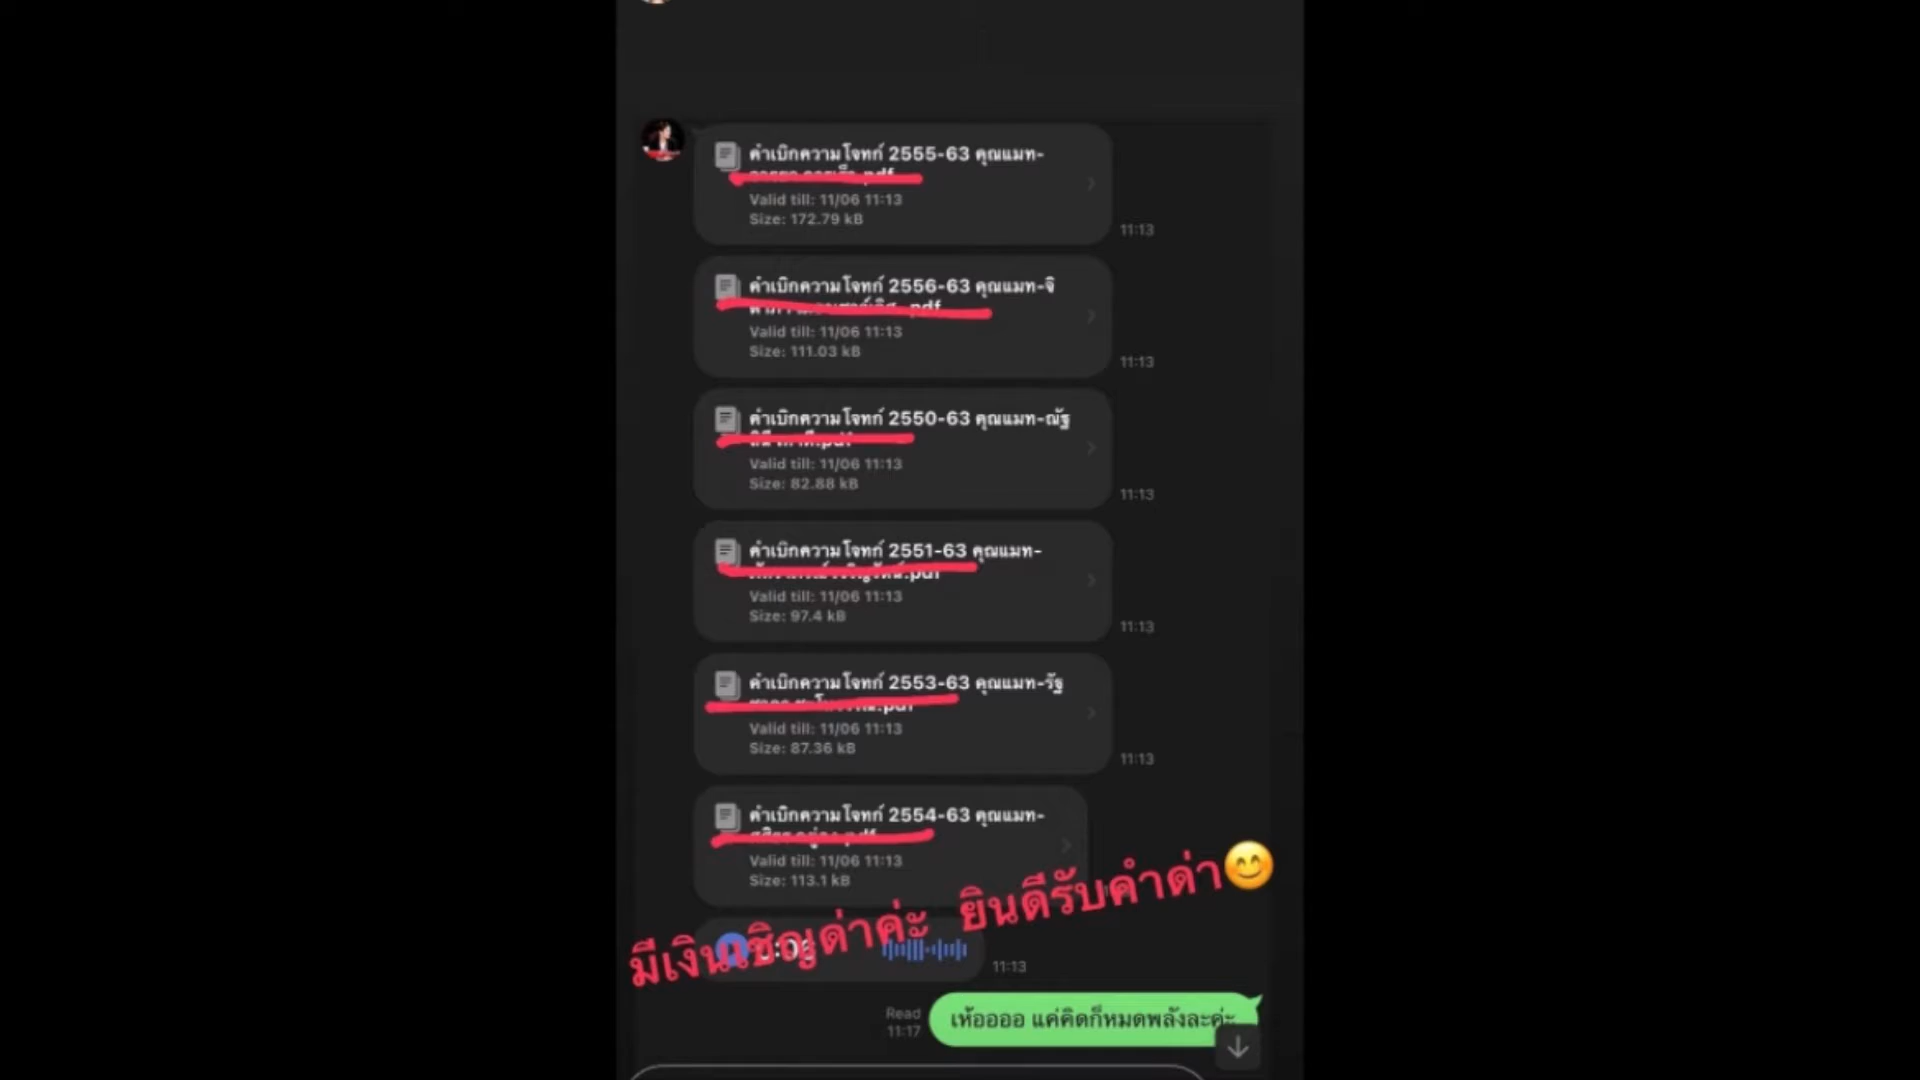 คำเบิกความโจทก์ 2555-63 คุณแมท-
.pdf
Valid till: 11/06 11:13
Size: 172.79 kB
11:13
คำเบิกความโจทก์ 2556-63 คุณแมท-จิ
.pdf
Valid till: 11/06 11:13
Size: 111.03 kB
11:13
คำเบิกความโจทก์ 2550-63 คุณแมท-ณัฐ
.pdf
Valid till: 11/06 11:13
Size: 82.88 kB
11:13
คำเบิกความโจทก์ 2551-63 คุณแมท-
.pdf
Valid till: 11/06 11:13
Size: 97.4 kB
11:13
คำเบิกความโจทก์ 2553-63 คุณแมท-รัฐ
.pdf
Valid till: 11/06 11:13
Size: 87.36 kB
11:13
คำเบิกความโจทก์ 2554-63 คุณแมท-
.pdf
Valid till: 11/06 11:13
Size: 113.1 kB
มีเงินเชิญด่าค่ะ ยินดีรับคำด่า😊
11:13
Read
11:17
เห้ออออ แค่คิดก็หมดพลังละค่ะ